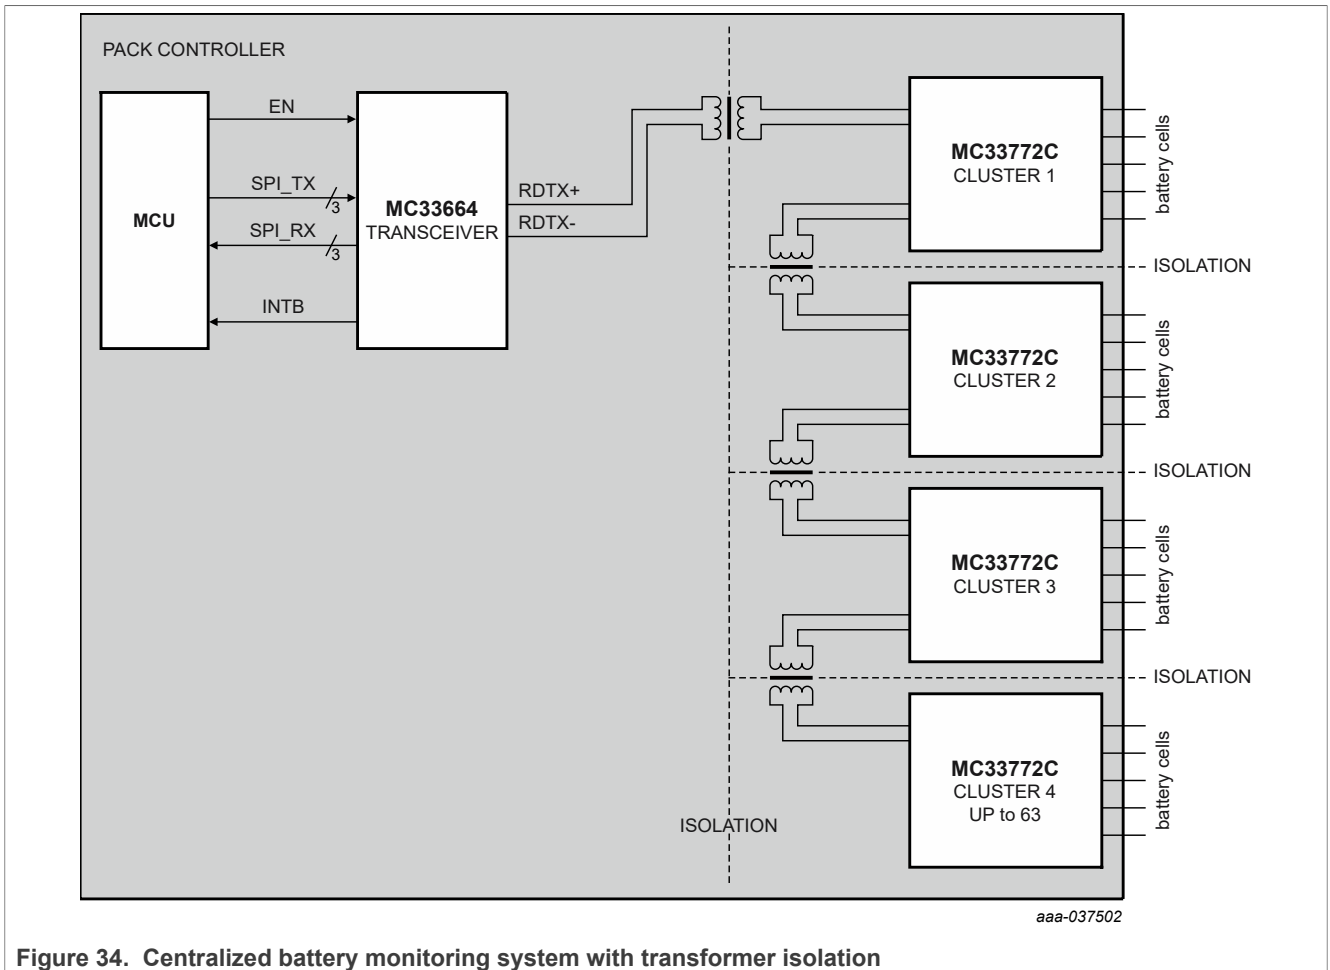 PACK CONTROLLER
MCU
EN
SPI_TX
3
SPI_RX
3
INTB
MC33664
TRANSCEIVER
RDTX+
RDTX-
MC33772C
CLUSTER 1
battery cells
ISOLATION
MC33772C
CLUSTER 2
battery cells
ISOLATION
MC33772C
CLUSTER 3
battery cells
ISOLATION
MC33772C
CLUSTER 4
UP to 63
battery cells
ISOLATION
aaa-037502
Figure 34. Centralized battery monitoring system with transformer isolation